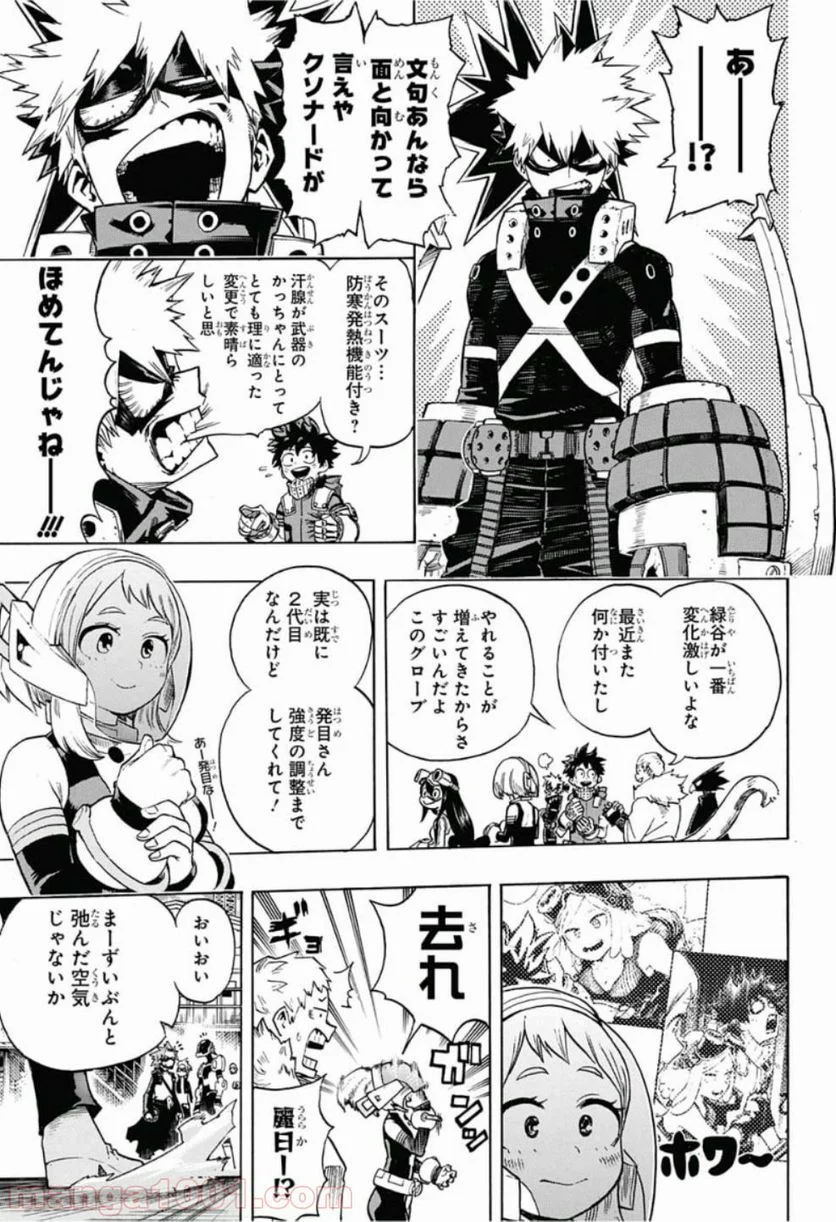 あーー!?
文句あんなら
面と向かって
言えや
クソナードが
そのスーツ…
防寒発熱機能付き?
汗腺が武器の
かっちゃんにとって
とても理に適った
変更で素晴ら
しいと思
ほめてんじゃねーー!!!
緑谷が一番
変化激しいよな
最近また
何か付いたし
やれることが
増えてきたからさ
すごいんだよ
このグローブ
実は既に
2代目
なんだけど
発目さん
強度の調整まで
してくれて!
あー発目な
ホワ〜
去れ
ギョ
ドガンッ
麗日ー!?
おいおい
まーずいぶんと
弛んだ空気
じゃないか
manga1001.com